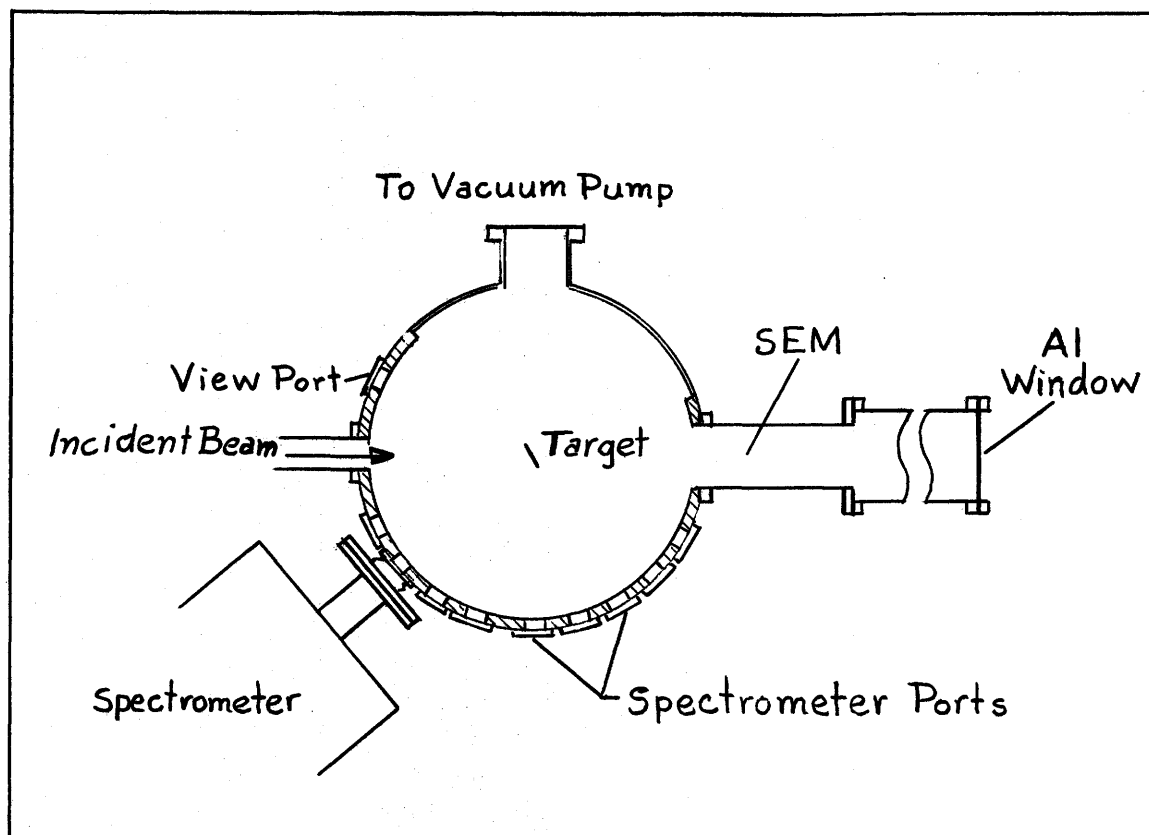 To Vacuum Pump
SEM
Al
Window
View Port
Incident Beam
Target
Spectrometer
Spectrometer Ports